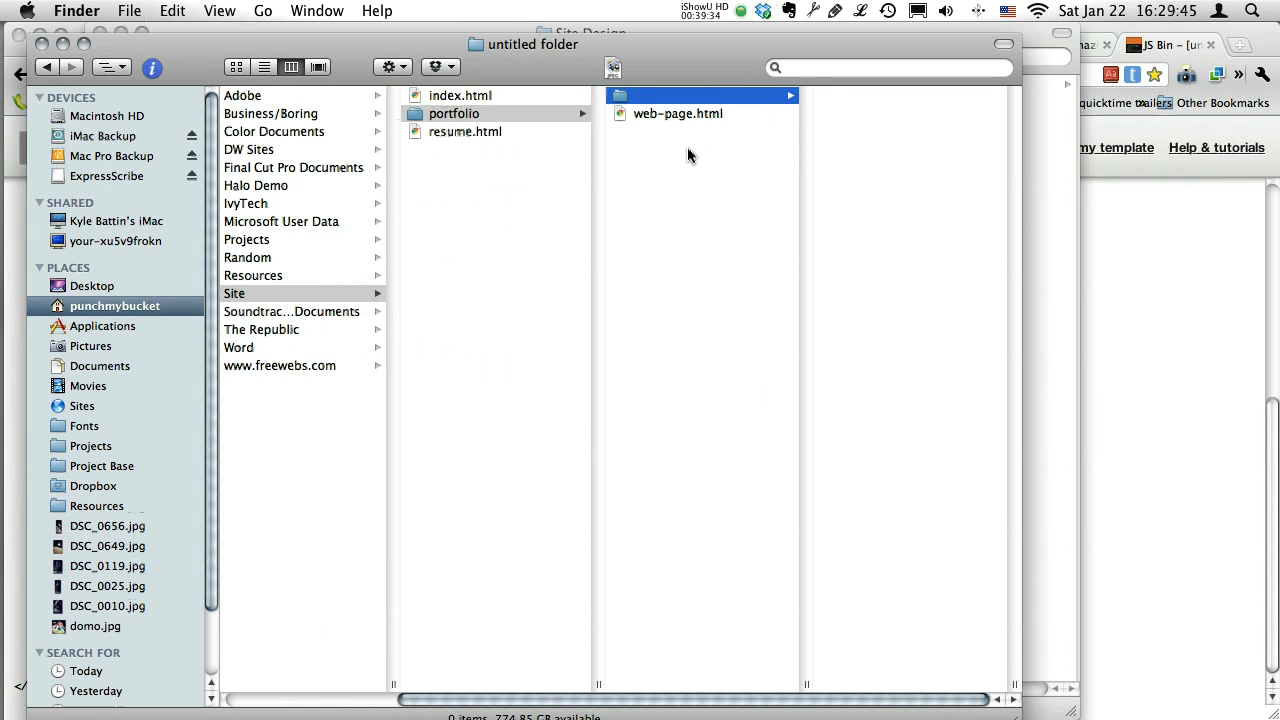 Finder File Edit View Go Window Help
iShowU HD
00:39:34
Sat Jan 22 16:29:45
Site Design
untitled folder
JS Bin – [un
JPEG
DEVICES
Macintosh HD
iMac Backup
Mac Pro Backup
ExpressScribe
SHARED
Kyle Battin's iMac
your-xu5v9frokn
PLACES
Desktop
punchmybucket
Applications
Pictures
Documents
Movies
Sites
Fonts
Projects
Project Base
Dropbox
Resources
DSC_0656.jpg
DSC_0649.jpg
DSC_0119.jpg
DSC_0025.jpg
DSC_0010.jpg
domo.jpg
SEARCH FOR
Today
Yesterday
Adobe
Business/Boring
Color Documents
DW Sites
Final Cut Pro Documents
Halo Demo
IvyTech
Microsoft User Data
Projects
Random
Resources
Site
Soundtrac...Documents
The Republic
Word
www.freewebs.com
index.html
portfolio
resume.html
web-page.html
quicktime
Other Bookmarks
my template
Help & tutorials
</
0 items, 774.85 GB available